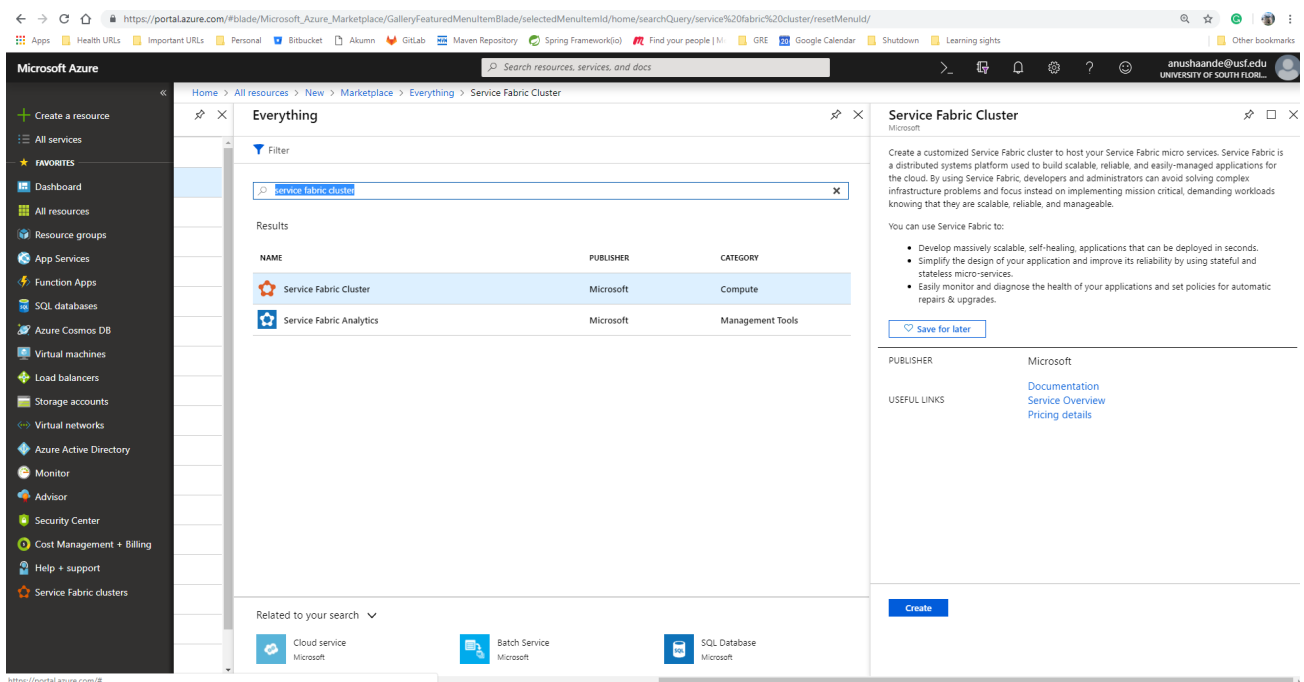 https://portal.azure.com/#blade/Microsoft_Azure_Marketplace/GalleryFeaturedMenuItemBlade/selectedMenuItemId/home/searchQuery/service%20fabric%20cluster/resetMenuId/
Apps Health URLs Important URLs Personal Bitbucket Akumn GitLab Maven Repository Spring Framework(io) Find your people | M GRE 20 Google Calendar Shutdown Learning sights Other bookmarks
Microsoft Azure
Search resources, services, and docs
anushaande@usf.edu
UNIVERSITY OF SOUTH FLORI...
Home > All resources > New > Marketplace > Everything > Service Fabric Cluster
Create a resource
All services
FAVORITES
Dashboard
All resources
Resource groups
App Services
Function Apps
SQL databases
Azure Cosmos DB
Virtual machines
Load balancers
Storage accounts
Virtual networks
Azure Active Directory
Monitor
Advisor
Security Center
Cost Management + Billing
Help + support
Service Fabric clusters
Everything
Filter
service fabric cluster
Results
NAME PUBLISHER CATEGORY
Service Fabric Cluster Microsoft Compute
Service Fabric Analytics Microsoft Management Tools
Related to your search
Cloud service
Microsoft
Batch Service
Microsoft
SQL
SQL Database
Microsoft
Service Fabric Cluster
Microsoft
Create a customized Service Fabric cluster to host your Service Fabric micro services. Service Fabric is
a distributed systems platform used to build scalable, reliable, and easily-managed applications for
the cloud. By using Service Fabric, developers and administrators can avoid solving complex
infrastructure problems and focus instead on implementing mission critical, demanding workloads
knowing that they are scalable, reliable, and manageable.
You can use Service Fabric to:
• Develop massively scalable, self-healing, applications that can be deployed in seconds.
• Simplify the design of your application and improve its reliability by using stateful and
stateless micro-services.
• Easily monitor and diagnose the health of your applications and set policies for automatic
repairs & upgrades.
Save for later
PUBLISHER Microsoft
USEFUL LINKS
Documentation
Service Overview
Pricing details
Create
https://portal.azure.com/#